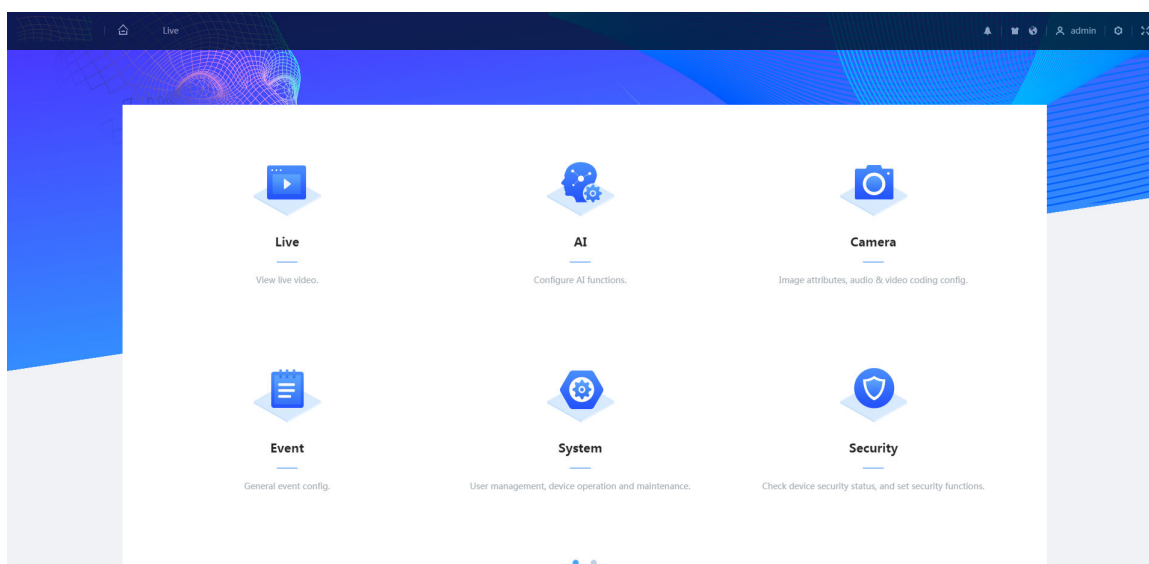 Live
admin
Live
AI
Camera
View live video.
Configure AI functions.
Image attributes, audio & video coding config.
Event
System
Security
General event config.
User management, device operation and maintenance.
Check device security status, and set security functions.